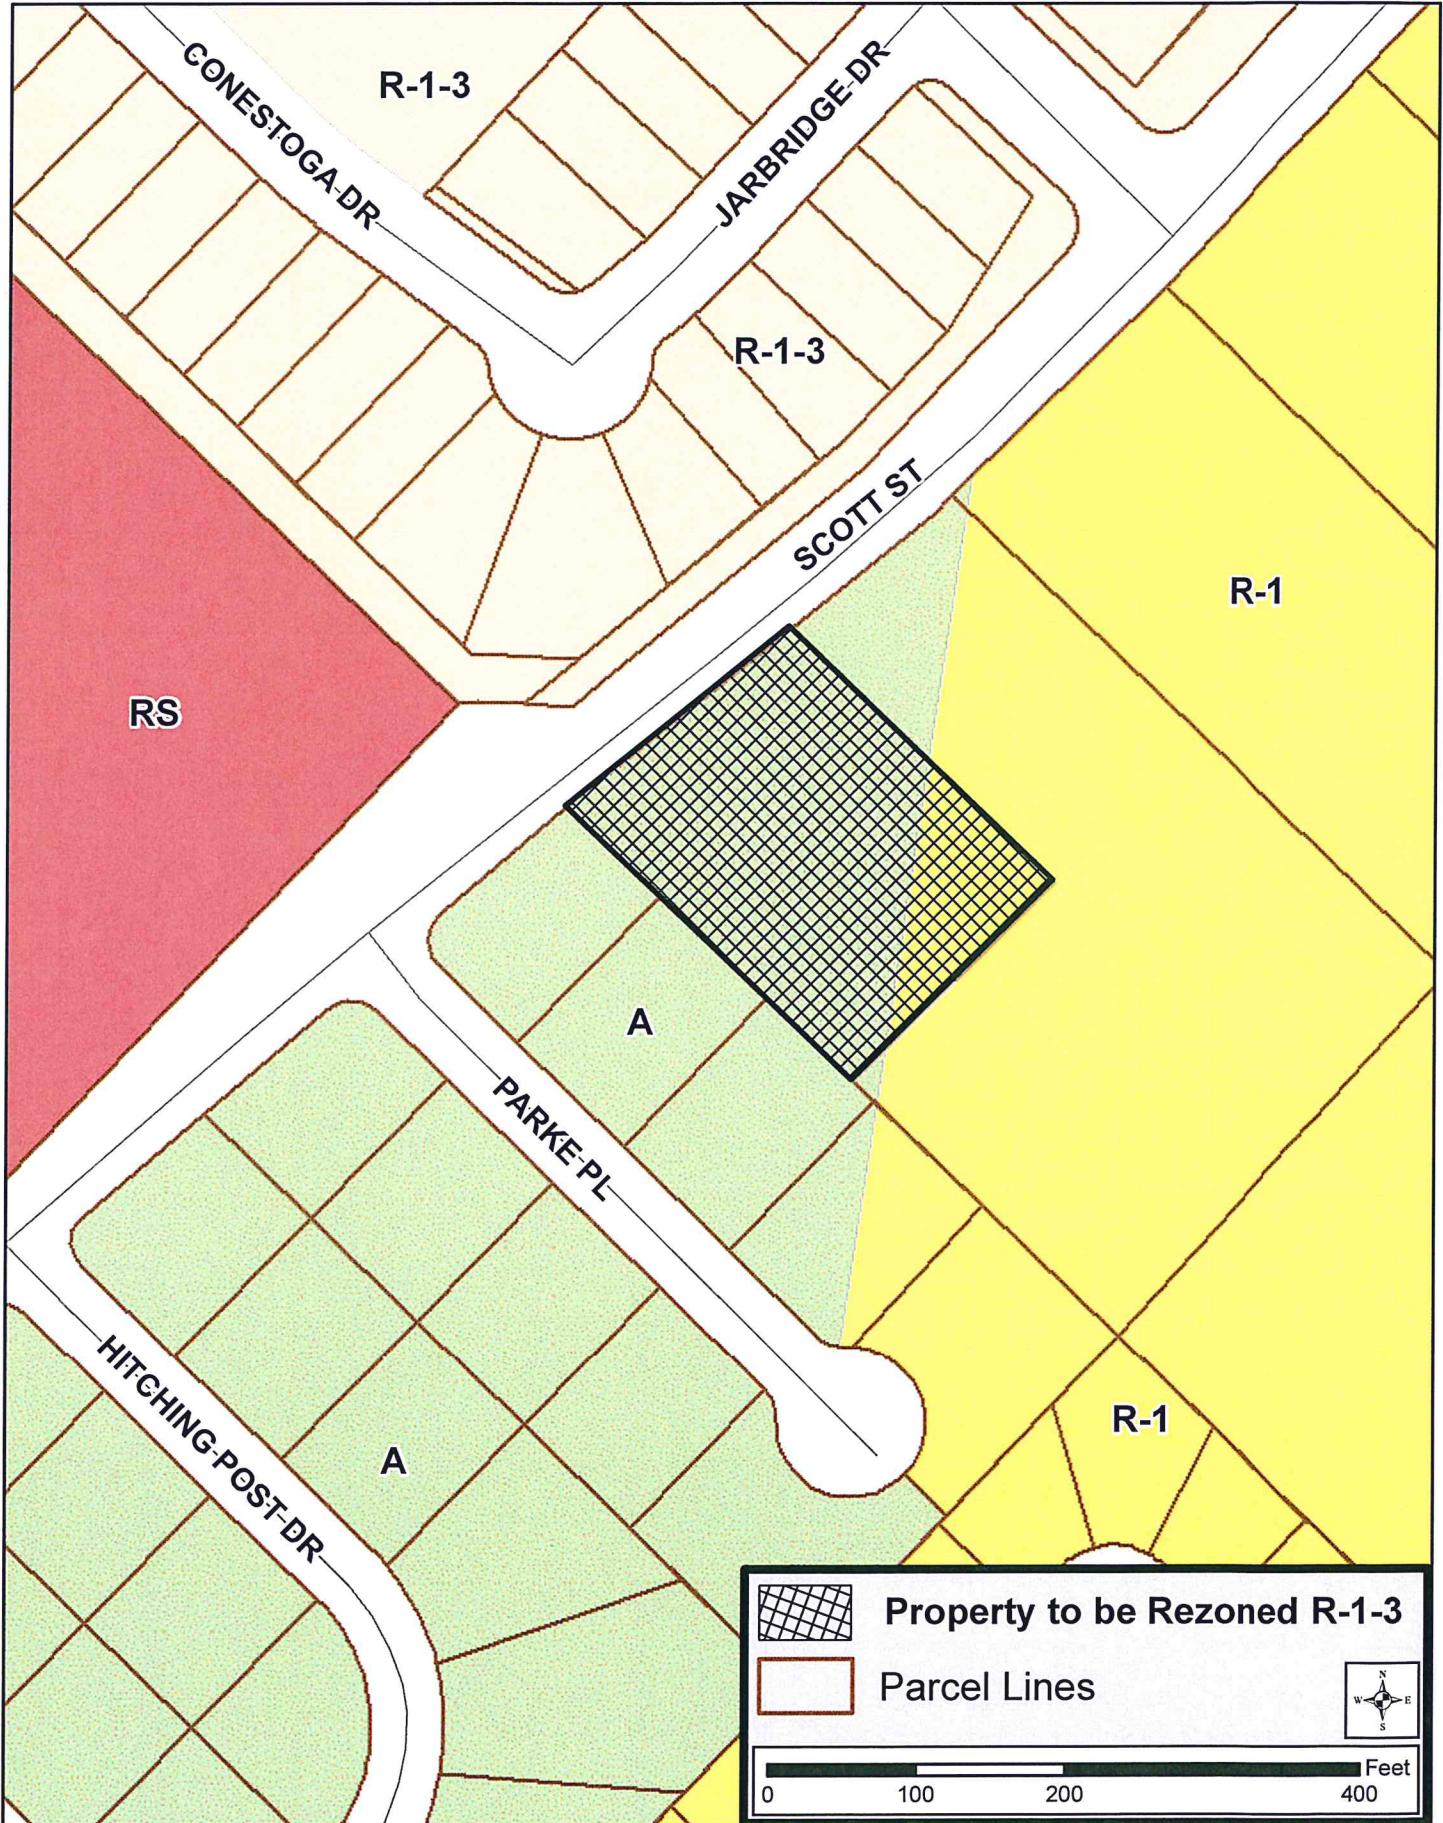 CONESTOGA DR
R-1-3
JARBRIDGE DR
R-1-3
SCOTT ST
R-1
RS
A
PARKE PL
HITCHING POST DR
A
R-1
Property to be Rezoned R-1-3
Parcel Lines
N
W E
S
Feet
0 100 200 400